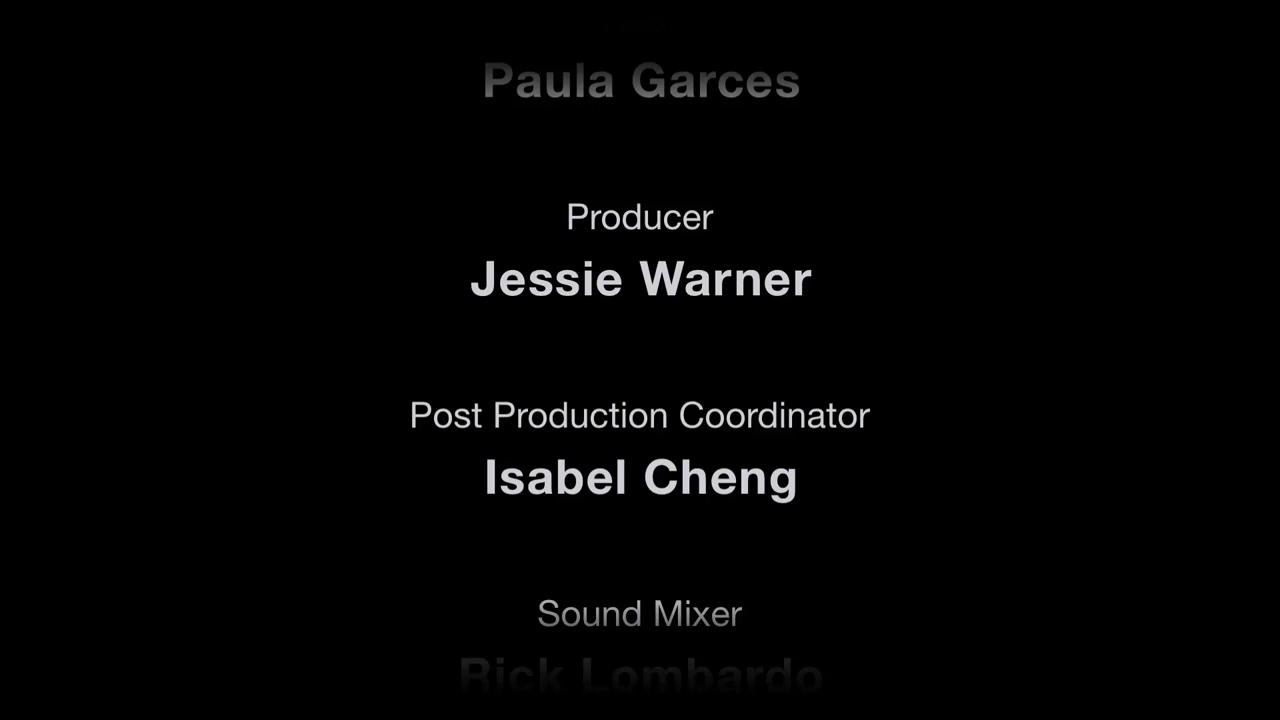 Paula Garces
Producer
Jessie Warner
Post Production Coordinator
Isabel Cheng
Sound Mixer
Rick Lombardo